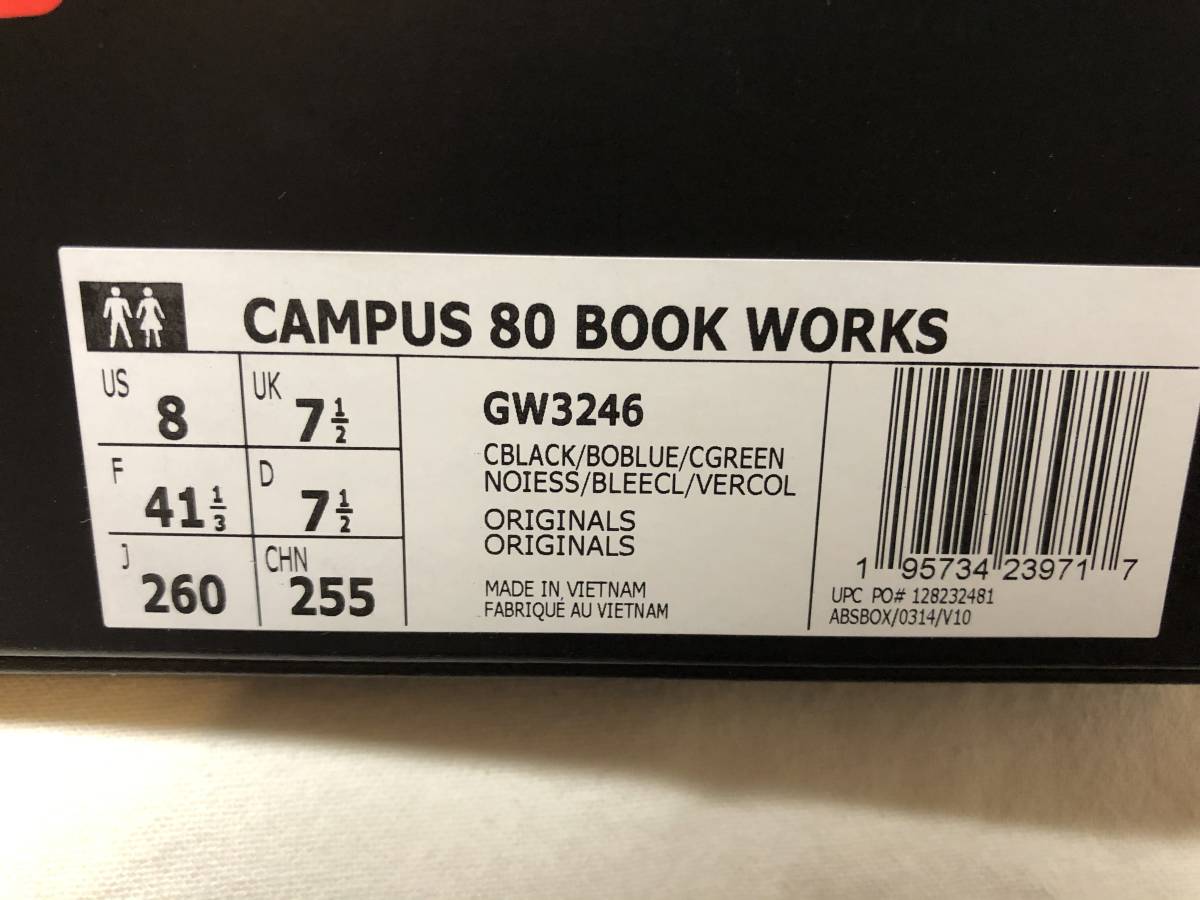 CAMPUS 80 BOOK WORKS
US 8 UK 7 1/2
F 41 1/3 D 7 1/2
J 260 CHN 255
GW3246
CBLACK/BOBLUE/CGREEN
NOIESS/BLEECL/VERCOL
ORIGINALS
ORIGINALS
MADE IN VIETNAM
FABRIQUÉ AU VIETNAM
1 95734 23971 7
UPC PO# 128232481
ABSBOX/0314/V10